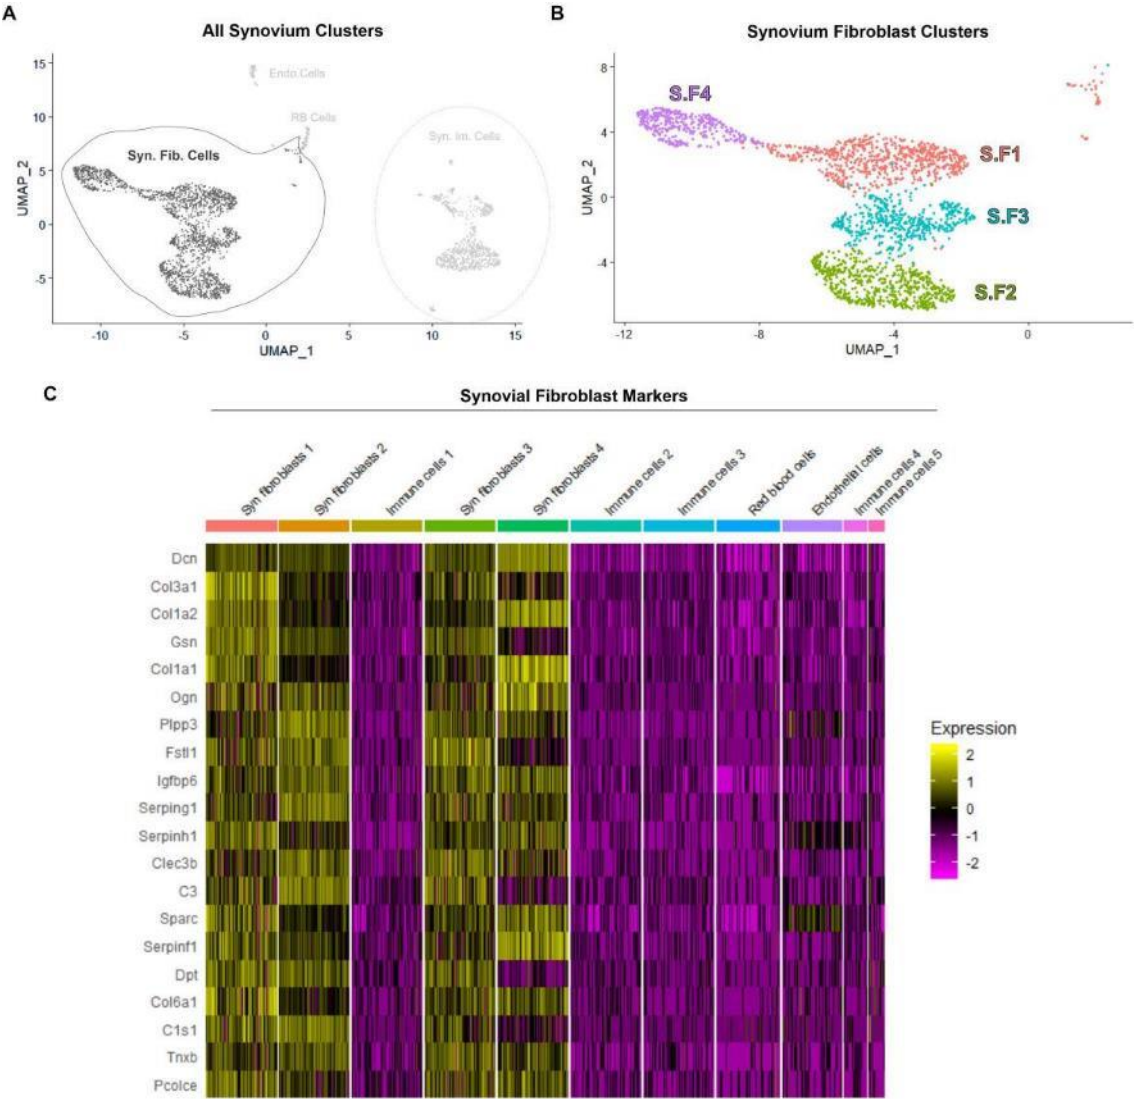 A
All Synovium Clusters
15
10
5
0
-5
UMAP_2
Endo.Cells
RB Cells
Syn. Fib. Cells
Syn. Im. Cells
-10
-5
0
5
10
15
UMAP_1
B
Synovium Fibroblast Clusters
8
4
0
-4
UMAP_2
S.F4
S.F1
S.F3
S.F2
-12
-8
-4
0
UMAP_1
C
Synovial Fibroblast Markers
Syn fibroblasts 1
Syn fibroblasts 2
Immune cells 1
Syn fibroblasts 3
Syn fibroblasts 4
Immune cells 2
Immune cells 3
Red blood cells
Endothelial cells
Immune cells 4
Immune cells 5
Dcn
Col3a1
Col1a2
Gsn
Col1a1
Ogn
Plpp3
Fstl1
Igfbp6
Serping1
Serpinh1
Clec3b
C3
Sparc
Serpinf1
Dpt
Col6a1
C1s1
Tnxb
Pcolce
Expression
2
1
0
-1
-2